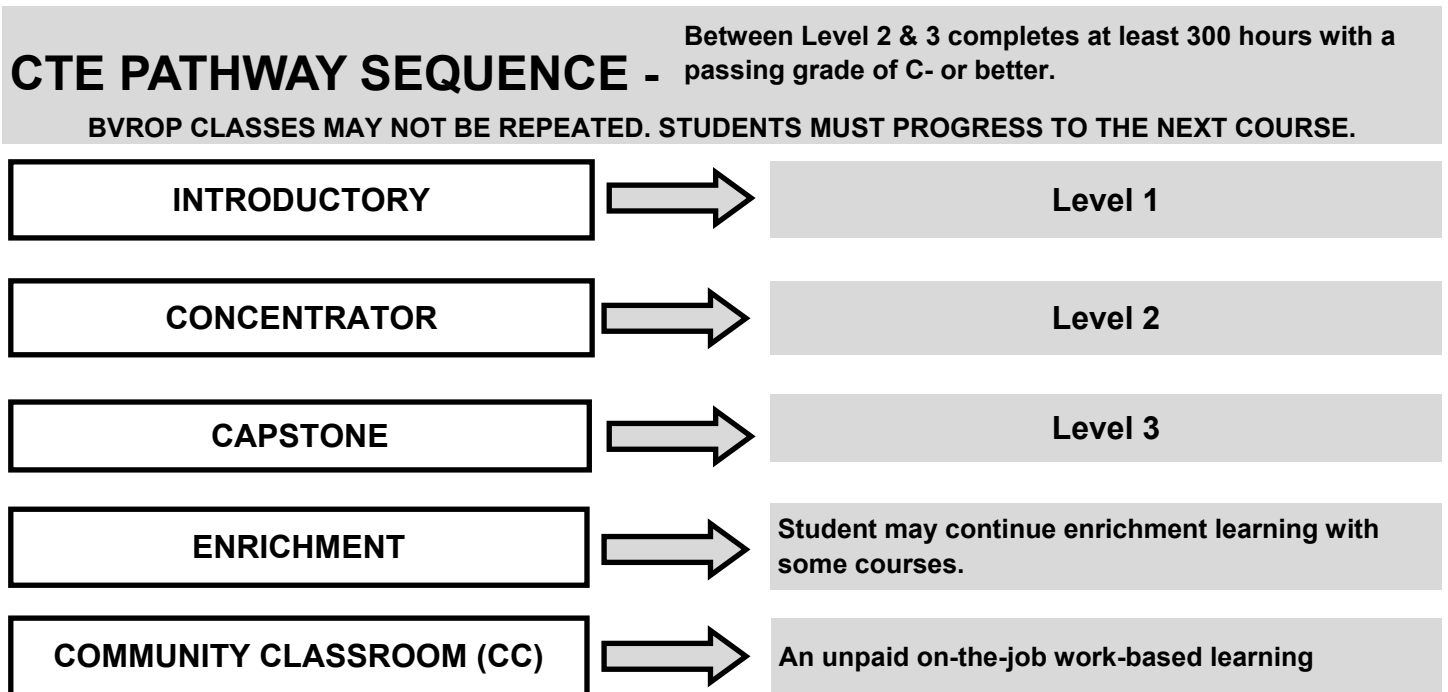 CTE PATHWAY SEQUENCE - Between Level 2 & 3 completes at least 300 hours with a
passing grade of C- or better.
BVROP CLASSES MAY NOT BE REPEATED. STUDENTS MUST PROGRESS TO THE NEXT COURSE.
INTRODUCTORY
Level 1
CONCENTRATOR
Level 2
CAPSTONE
Level 3
ENRICHMENT
Student may continue enrichment learning with
some courses.
COMMUNITY CLASSROOM (CC)
An unpaid on-the-job work-based learning